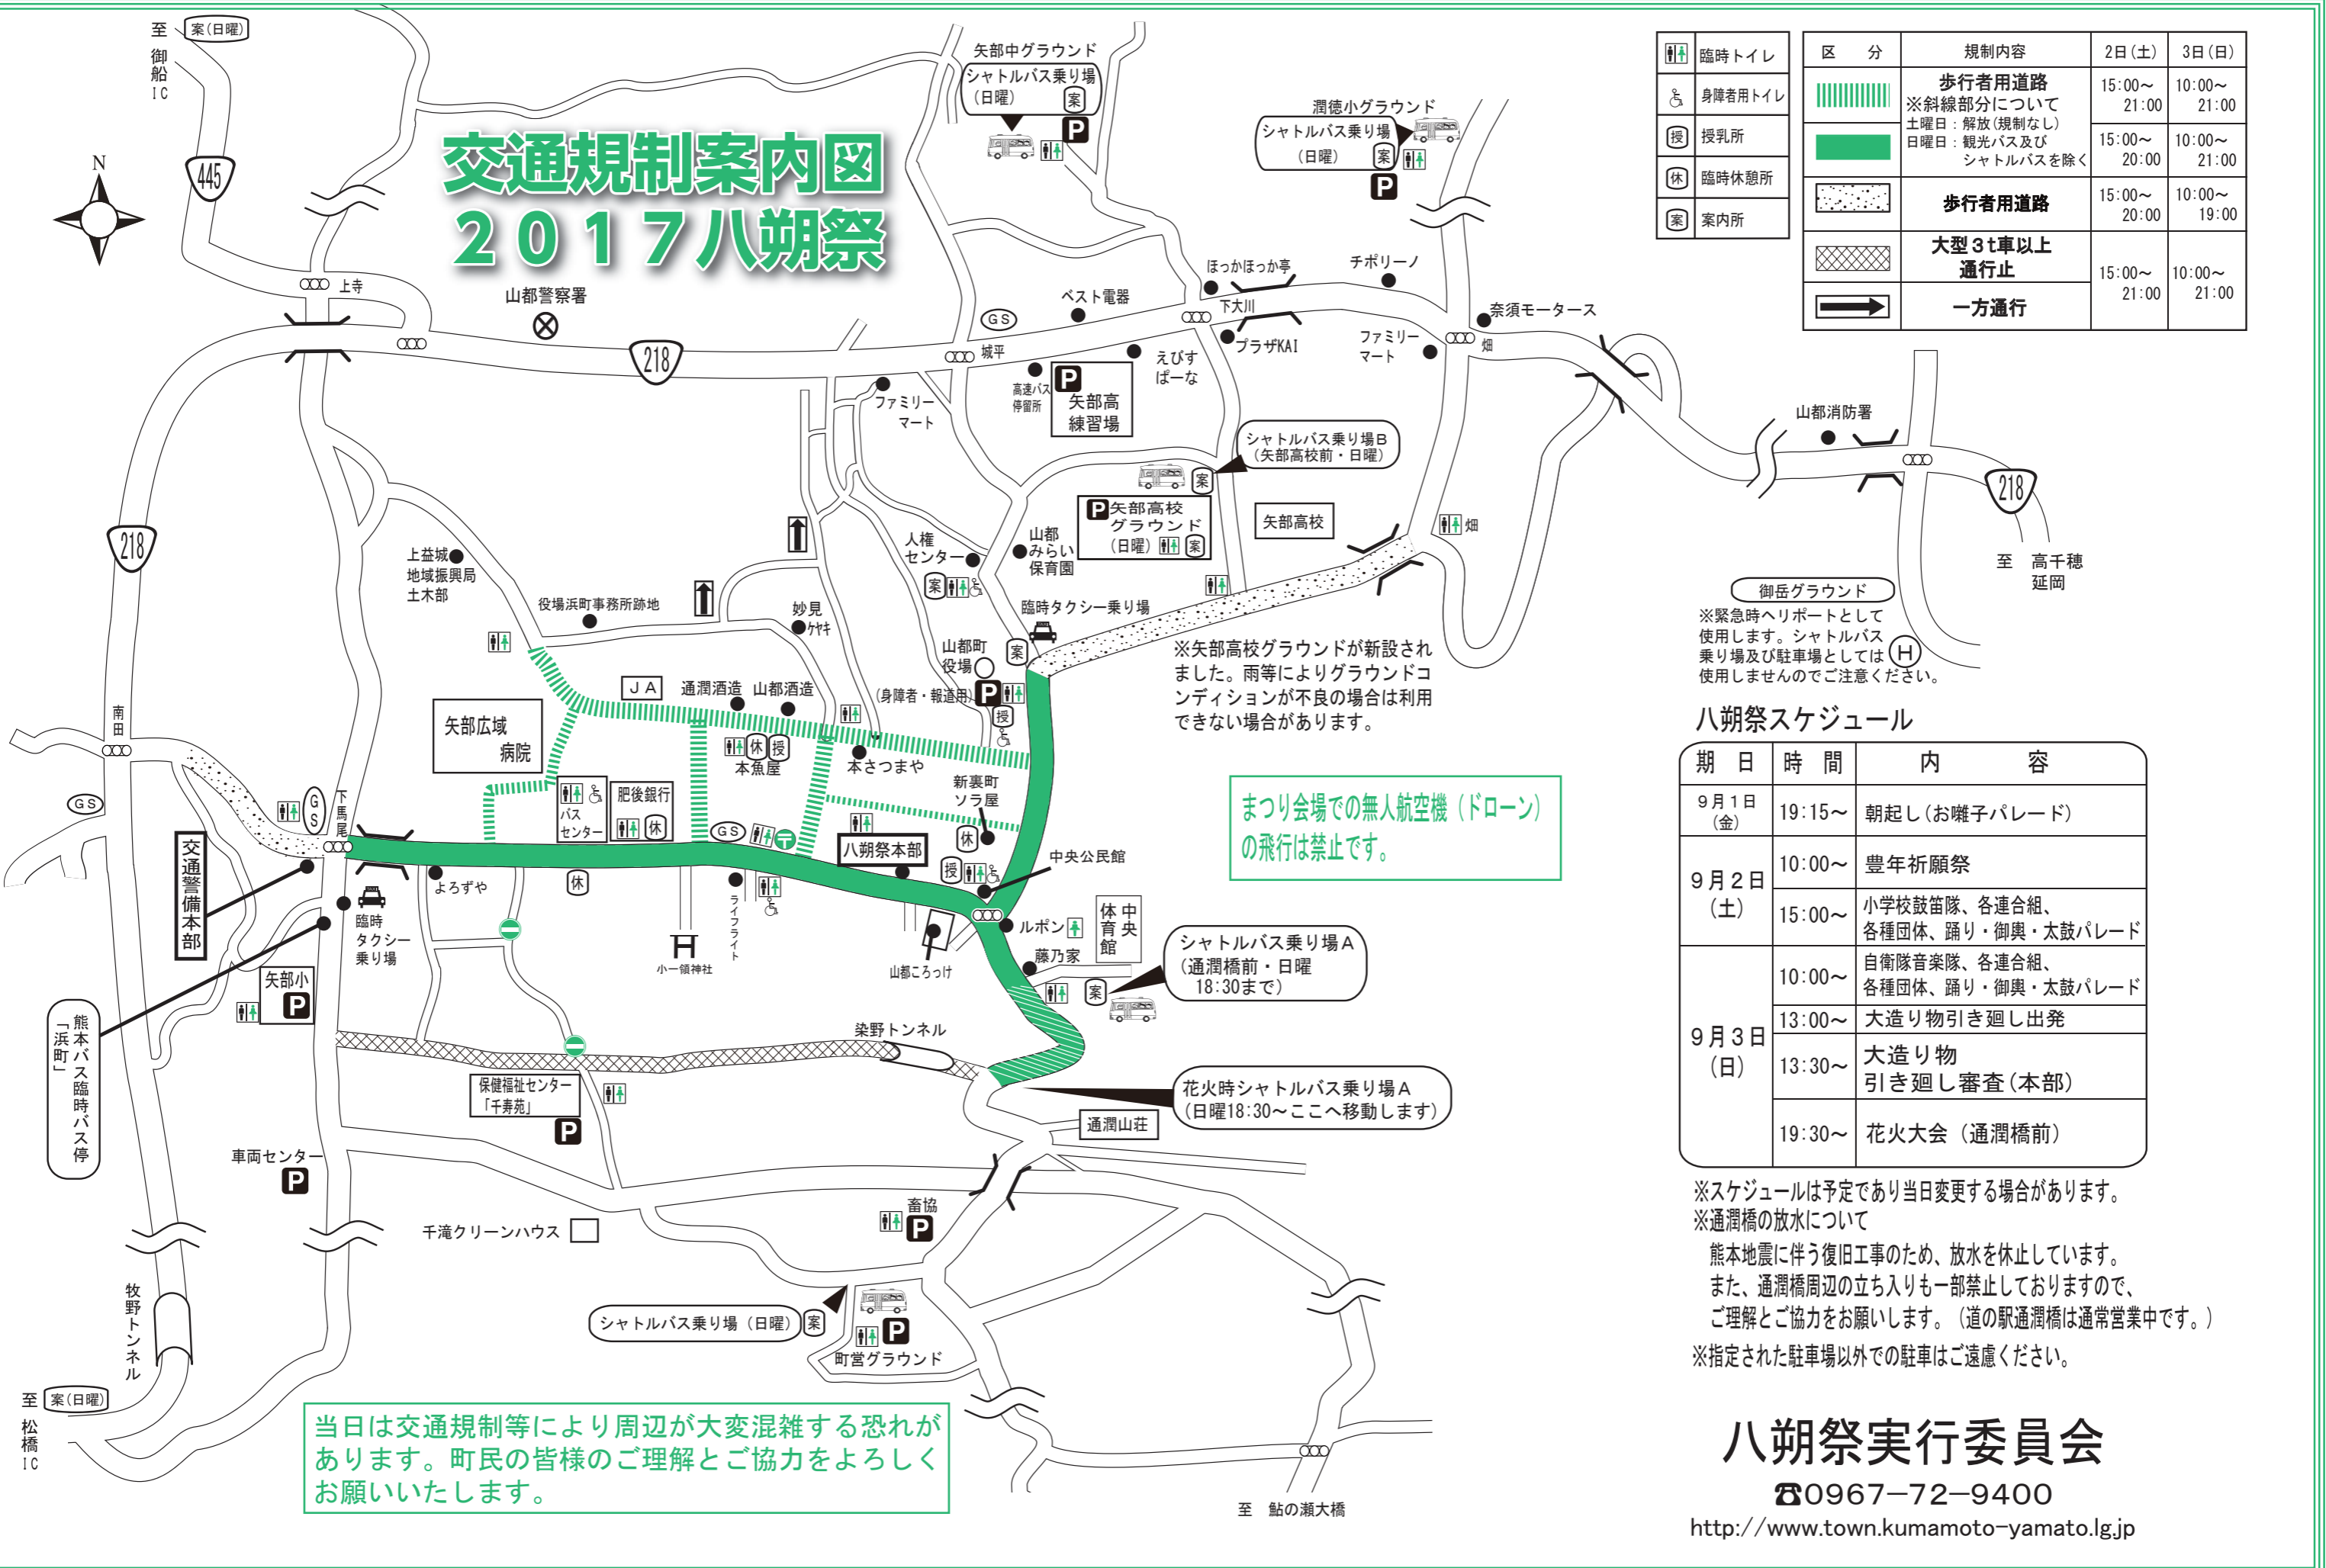 交通規制案内図
2017八朔祭
至 御船IC
案(日曜)
N
445
上寺
山都警察署
218
矢部中グラウンド
シャトルバス乗り場
(日曜)
案
P
潤徳小グラウンド
シャトルバス乗り場
(日曜)
案
P
臨時トイレ
身障者用トイレ
授 授乳所
休 臨時休憩所
案 案内所
区 分 規制内容 2日(土) 3日(日)
歩行者用道路
※斜線部分について
土曜日:解放(規制なし)
日曜日:観光バス及び
シャトルバスを除く
15:00〜21:00 10:00〜21:00
15:00〜20:00 10:00〜21:00
歩行者用道路 15:00〜20:00 10:00〜19:00
大型3t車以上
通行止
一方通行
15:00〜21:00 10:00〜21:00
GS
城平
ベスト電器
ほっかほっか亭
下大川
チポリーノ
奈須モータース
プラザKAI
ファミリー
マート
畑
えびす
ぱーな
高速バス
停留所
P
矢部高
練習場
ファミリー
マート
山都消防署
218
至 高千穂
延岡
シャトルバス乗り場B
(矢部高校前・日曜)
案
P矢部高校
グラウンド
(日曜) 案
矢部高校
畑
218
上益城
地域振興局
土木部
役場浜町事務所跡地
妙見
ケヤキ
人権
センター
案
山都
みらい
保育園
臨時タクシー乗り場
案
山都町
役場
(身障者・報道用)P
授
※矢部高校グラウンドが新設され
ました。雨等によりグラウンドコ
ンディションが不良の場合は利用
できない場合があります。
御岳グラウンド
※緊急時ヘリポートとして
使用します。シャトルバス
乗り場及び駐車場としては
使用しませんのでご注意ください。
H
南田
GS
GS
下馬尾
矢部広域
病院
JA
通潤酒造
山都酒造
休 授
本魚屋
本さつまや
新裏町
ソラ屋
休
バス
センター
肥後銀行
休
GS
八朔祭本部
授
中央公民館
まつり会場での無人航空機(ドローン)
の飛行は禁止です。
交通警備本部
よろずや
休
臨時
タクシー
乗り場
矢部小
P
小一領神社
ライフライト
山都ころっけ
ルポン
中央
体育館
藤乃家
案
シャトルバス乗り場A
(通潤橋前・日曜
18:30まで)
熊本バス臨時バス停
「浜町」
染野トンネル
保健福祉センター
「千寿苑」
P
花火時シャトルバス乗り場A
(日曜18:30〜ここへ移動します)
通潤山荘
車両センター
P
千滝クリーンハウス
畜協
P
シャトルバス乗り場(日曜)
案
P
町営グラウンド
牧野トンネル
至 松橋IC
案(日曜)
至 鮎の瀬大橋
当日は交通規制等により周辺が大変混雑する恐れが
あります。町民の皆様のご理解とご協力をよろしく
お願いいたします。
八朔祭スケジュール
期 日 時 間 内 容
9月1日
(金)
19:15〜 朝起し(お囃子パレード)
9月2日
(土)
10:00〜 豊年祈願祭
15:00〜 小学校鼓笛隊、各連合組、
各種団体、踊り・御輿・太鼓パレード
9月3日
(日)
10:00〜 自衛隊音楽隊、各連合組、
各種団体、踊り・御輿・太鼓パレード
13:00〜 大造り物引き廻し出発
13:30〜 大造り物
引き廻し審査(本部)
19:30〜 花火大会(通潤橋前)
※スケジュールは予定であり当日変更する場合があります。
※通潤橋の放水について
熊本地震に伴う復旧工事のため、放水を休止しています。
また、通潤橋周辺の立ち入りも一部禁止しておりますので、
ご理解とご協力をお願いします。(道の駅通潤橋は通常営業中です。)
※指定された駐車場以外での駐車はご遠慮ください。
八朔祭実行委員会
☎0967−72−9400
http://www.town.kumamoto-yamato.lg.jp